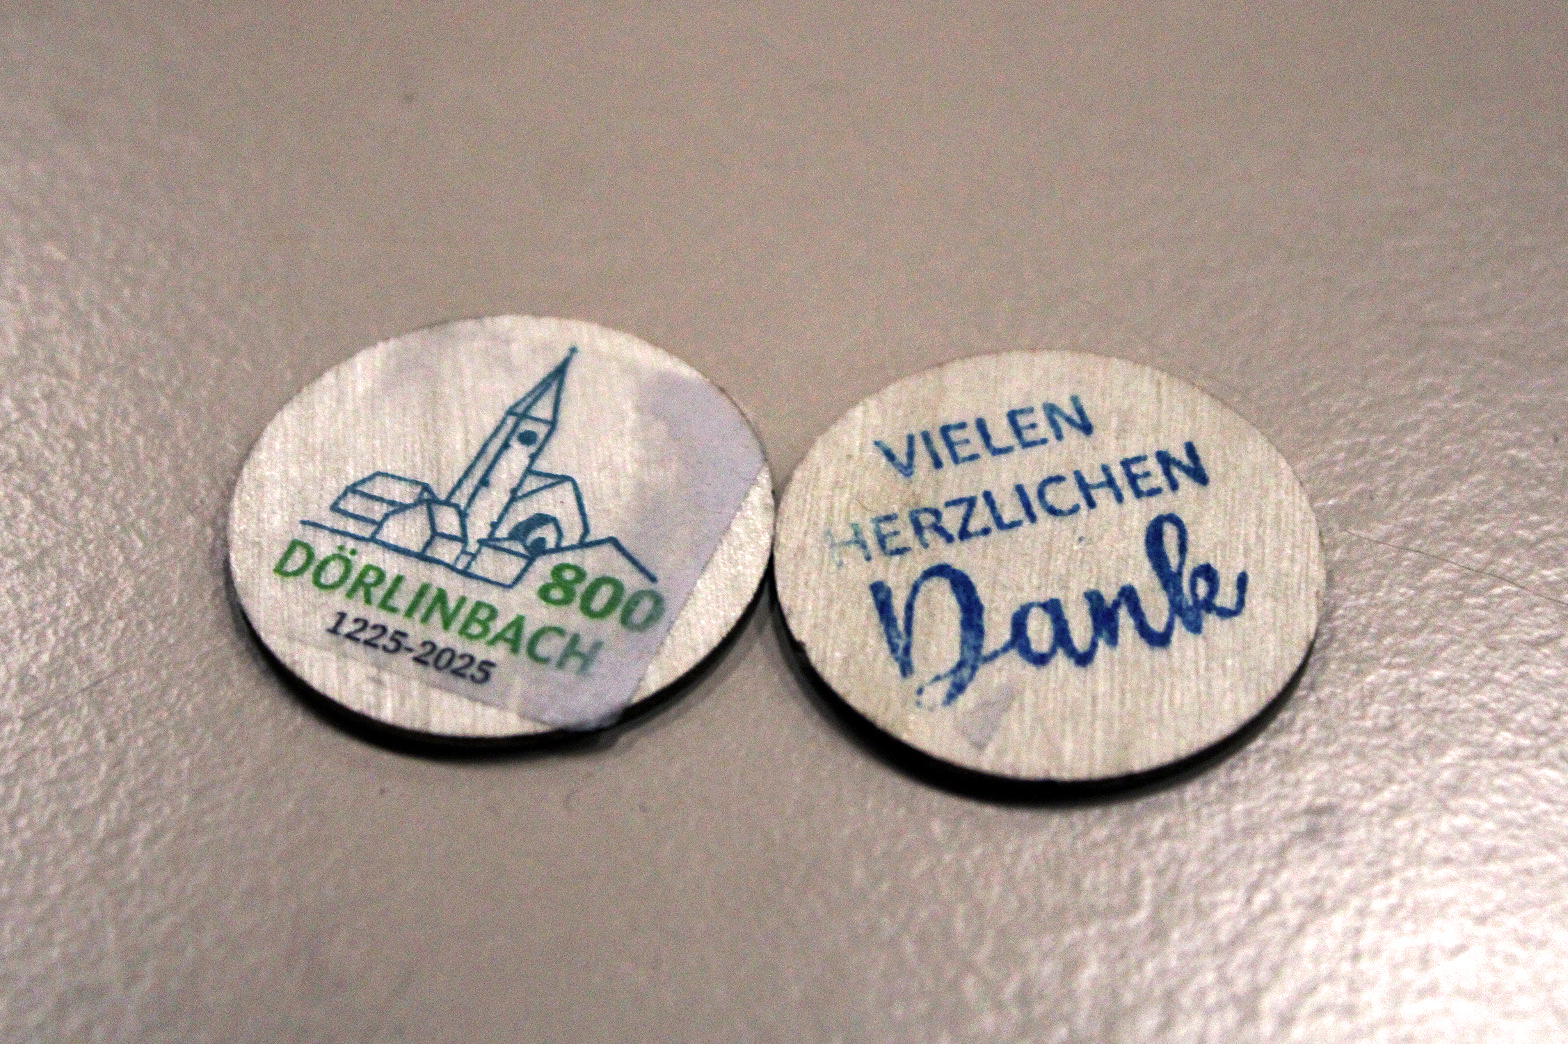 800
DÖRLINBACH
1225-2025
VIELEN
HERZLICHEN
Dank